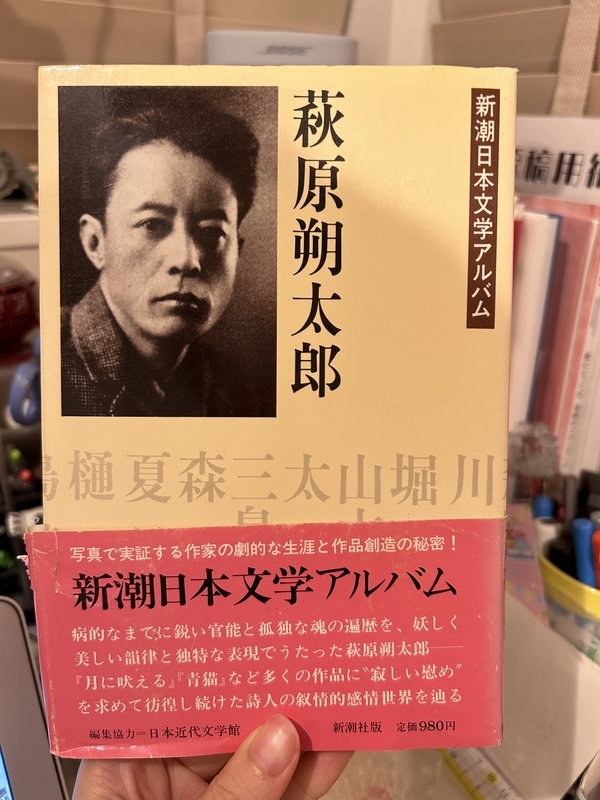 新潮日本文学アルバム
萩原朔太郎
樋
夏
森
三
太
山
堀
川
写真で実証する作家の劇的な生涯と作品創造の秘密!
新潮日本文学アルバム
病的なまでに鋭い官能と孤独な魂の遍歴を、妖しく
美しい韻律と独特な表現でうたった萩原朔太郎――
『月に吠える』『青猫』など多くの作品に〝寂しい慰め〟
を求めて彷徨し続けた詩人の叙情的感情世界を辿る
編集協力=日本近代文学館
新潮社版 定価980円
BOSE
稿用紙